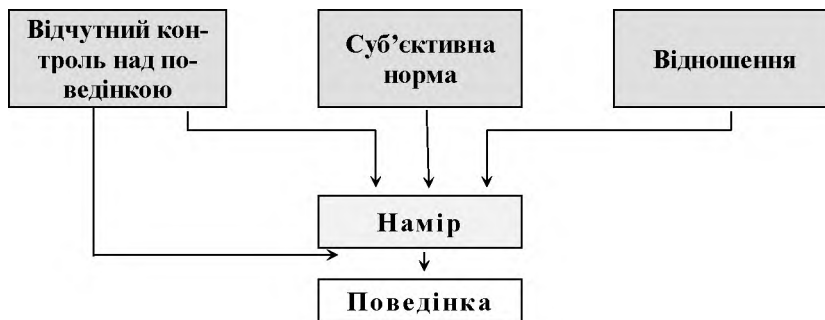 Відчутний кон-
троль над по-
ведінкою
Суб’єктивна
норма
Відношення
Намір
Поведінка